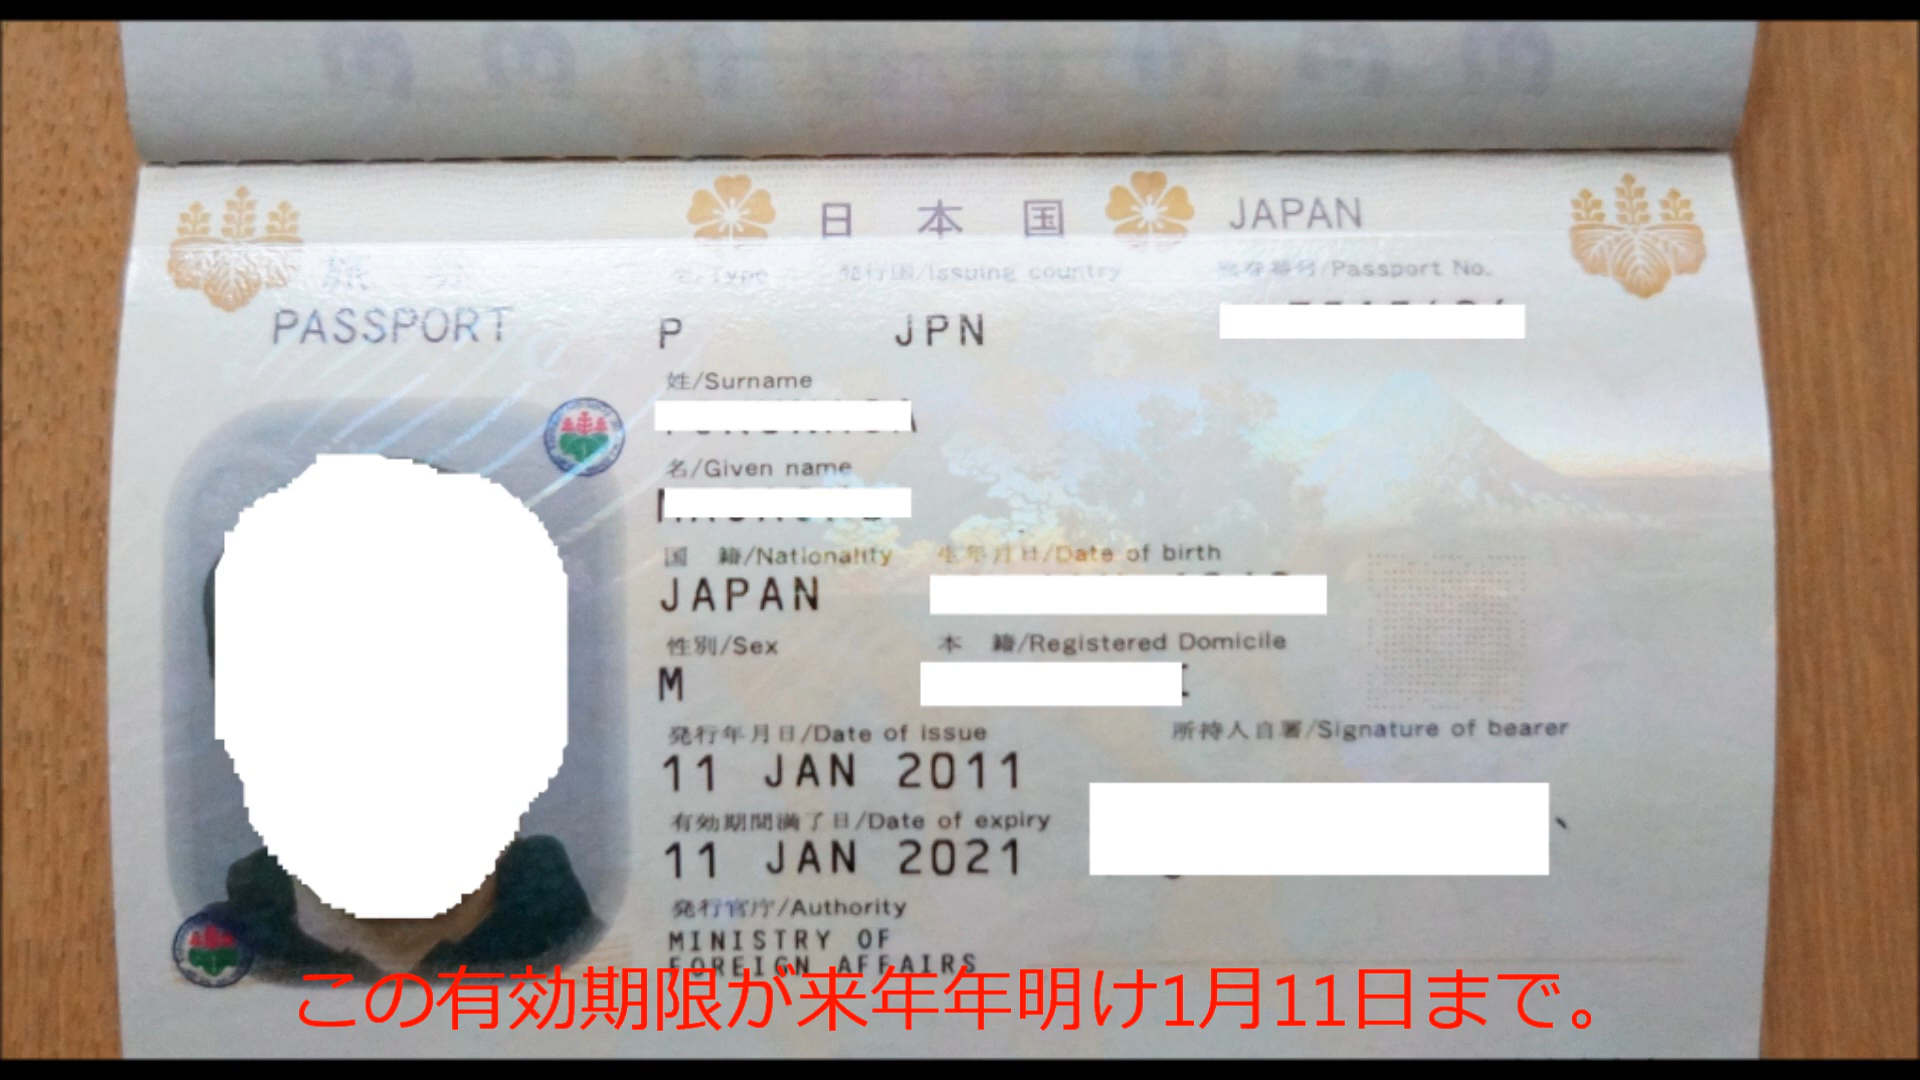 日本国 JAPAN
旅券
PASSPORT
型/Type 発行国/Issuing country 旅券番号/Passport No.
P JPN
姓/Surname
名/Given name
国 籍/Nationality 生年月日/Date of birth
JAPAN
性別/Sex 本 籍/Registered Domicile
M
発行年月日/Date of issue 所持人自署/Signature of bearer
11 JAN 2011
有効期間満了日/Date of expiry
11 JAN 2021
発行官庁/Authority
MINISTRY OF
FOREIGN AFFAIRS
この有効期限が来年年明け1月11日まで。